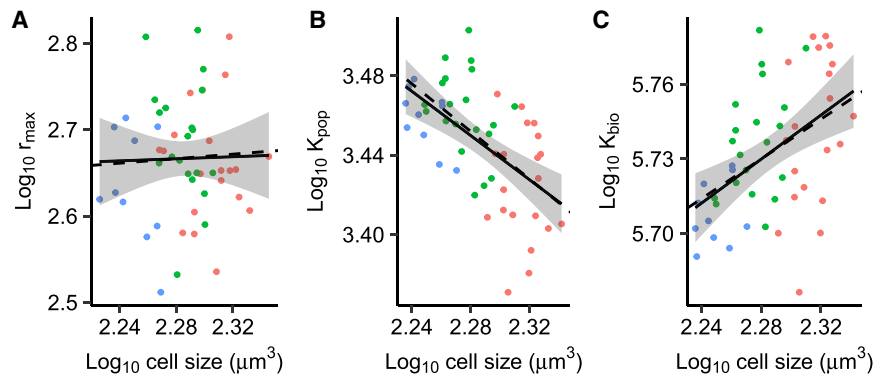 A
B
C
Log10 rmax
2.8
2.7
2.6
2.5
2.24 2.28 2.32
Log10 cell size (μm³)
Log10 Kpop
3.48
3.44
3.40
2.24 2.28 2.32
Log10 cell size (μm³)
Log10 Kbio
5.76
5.73
5.70
2.24 2.28 2.32
Log10 cell size (μm³)